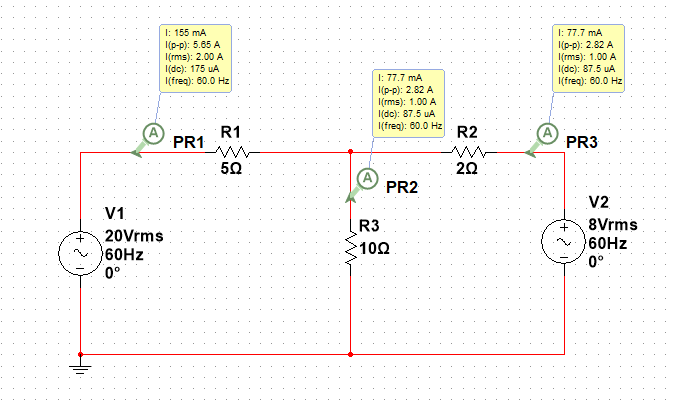 I: 155 mA
I(p-p): 5.65 A
I(rms): 2.00 A
I(dc): 175 uA
I(freq): 60.0 Hz
I: 77.7 mA
I(p-p): 2.82 A
I(rms): 1.00 A
I(dc): 87.5 uA
I(freq): 60.0 Hz
I: 77.7 mA
I(p-p): 2.82 A
I(rms): 1.00 A
I(dc): 87.5 uA
I(freq): 60.0 Hz
A
PR1
R1
5Ω
A
PR2
R2
2Ω
A
PR3
V1
20Vrms
60Hz
0°
R3
10Ω
V2
8Vrms
60Hz
0°